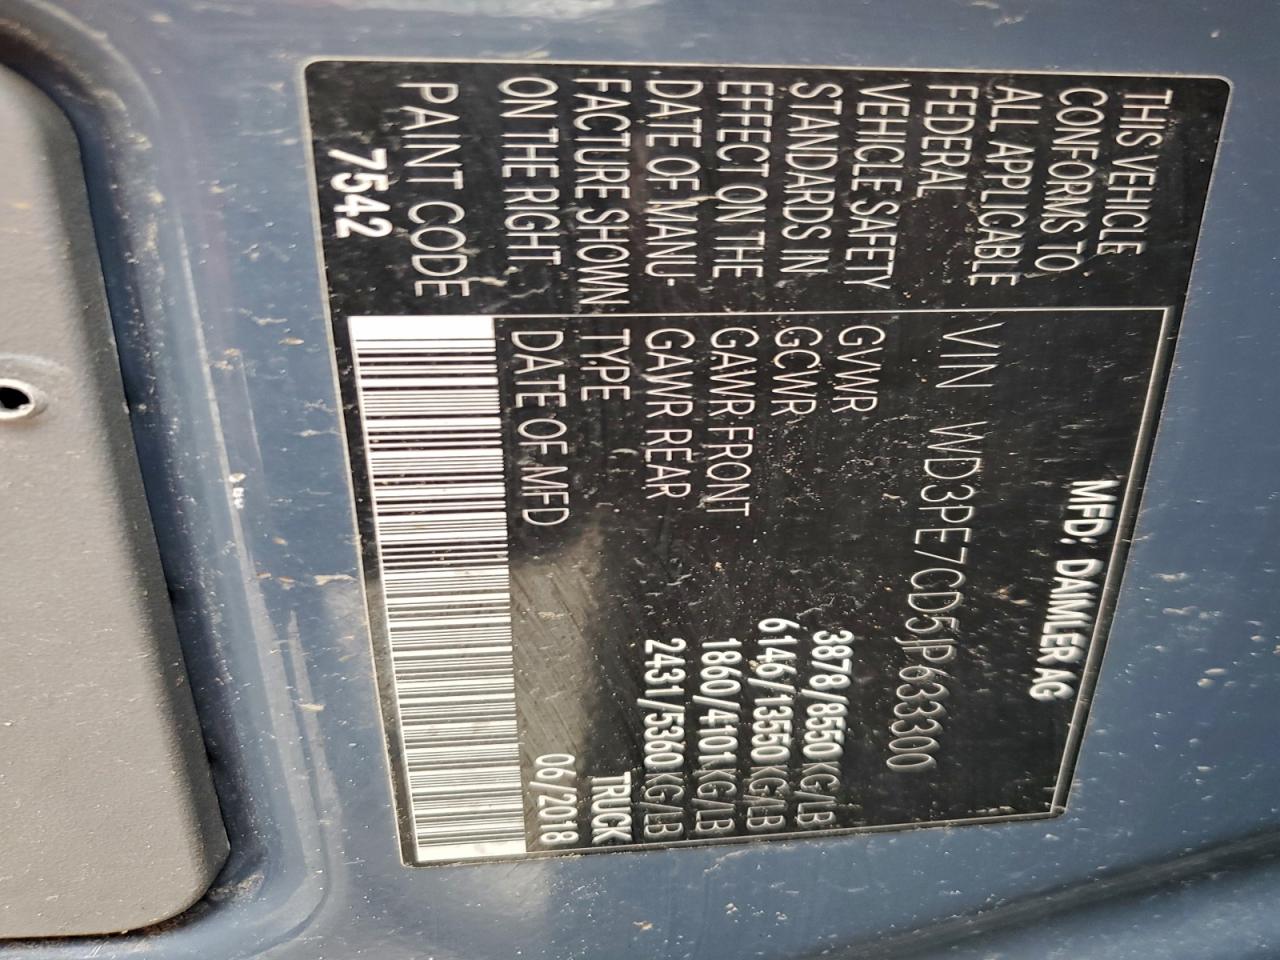 THIS VEHICLE
CONFORMS TO
ALL APPLICABLE
FEDERAL
VEHICLE SAFETY
STANDARDS IN
EFFECT ON THE
DATE OF MANU-
FACTURE SHOWN
ON THE RIGHT
PAINT CODE
7542
MFD: DAIMLER AG
VIN WD3PE7CD5JP633300
GVWR 3878/8550 KG/LB
GCWR 6146/13550 KG/LB
GAWR FRONT 1860/4101 KG/LB
GAWR REAR 2431/5360 KG/LB
TYPE TRUCK
DATE OF MFD 06/2018